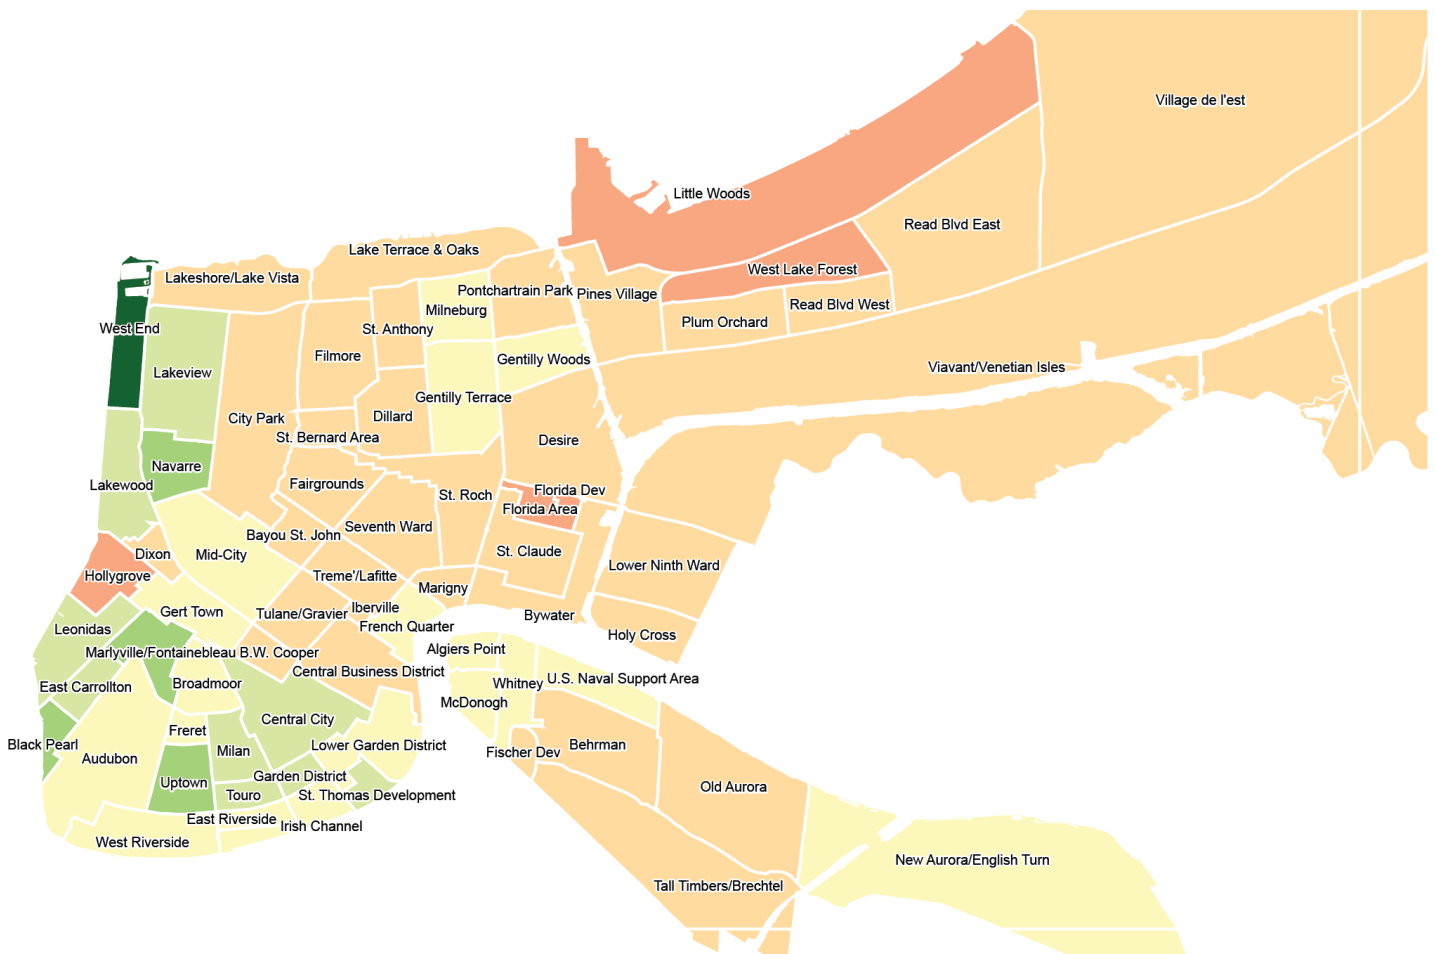 Village de l'est
Little Woods
Read Blvd East
Lake Terrace & Oaks
West Lake Forest
Lakeshore/Lake Vista
Pontchartrain Park
Pines Village
Read Blvd West
Milneburg
Plum Orchard
West End
St. Anthony
Filmore
Gentilly Woods
Viavant/Venetian Isles
Lakeview
Gentilly Terrace
City Park
Dillard
St. Bernard Area
Desire
Navarre
Lakewood
Fairgrounds
Florida Dev
St. Roch
Florida Area
Seventh Ward
Bayou St. John
Mid-City
Dixon
St. Claude
Lower Ninth Ward
Hollygrove
Treme'/Lafitte
Marigny
Gert Town
Tulane/Gravier
Iberville
Bywater
French Quarter
Leonidas
Holy Cross
Algiers Point
Marlyville/Fontainebleau
B.W. Cooper
Central Business District
U.S. Naval Support Area
Whitney
Broadmoor
East Carrollton
McDonogh
Central City
Freret
Black Pearl
Lower Garden District
Behrman
Milan
Fischer Dev
Audubon
Garden District
Uptown
Old Aurora
Touro
St. Thomas Development
East Riverside
Irish Channel
West Riverside
New Aurora/English Turn
Tall Timbers/Brechtel